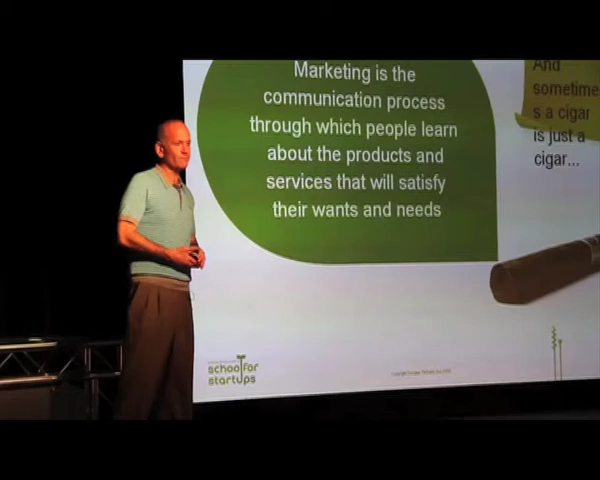 Marketing is the
communication process
through which people learn
about the products and
services that will satisfy
their wants and needs
And
sometime
s a cigar
is just a
cigar...
school for
startups